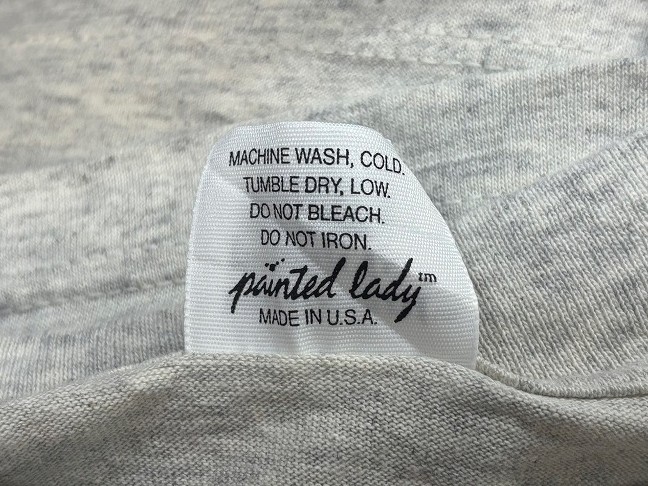 MACHINE WASH, COLD.
TUMBLE DRY, LOW.
DO NOT BLEACH.
DO NOT IRON.
painted lady™
MADE IN U.S.A.